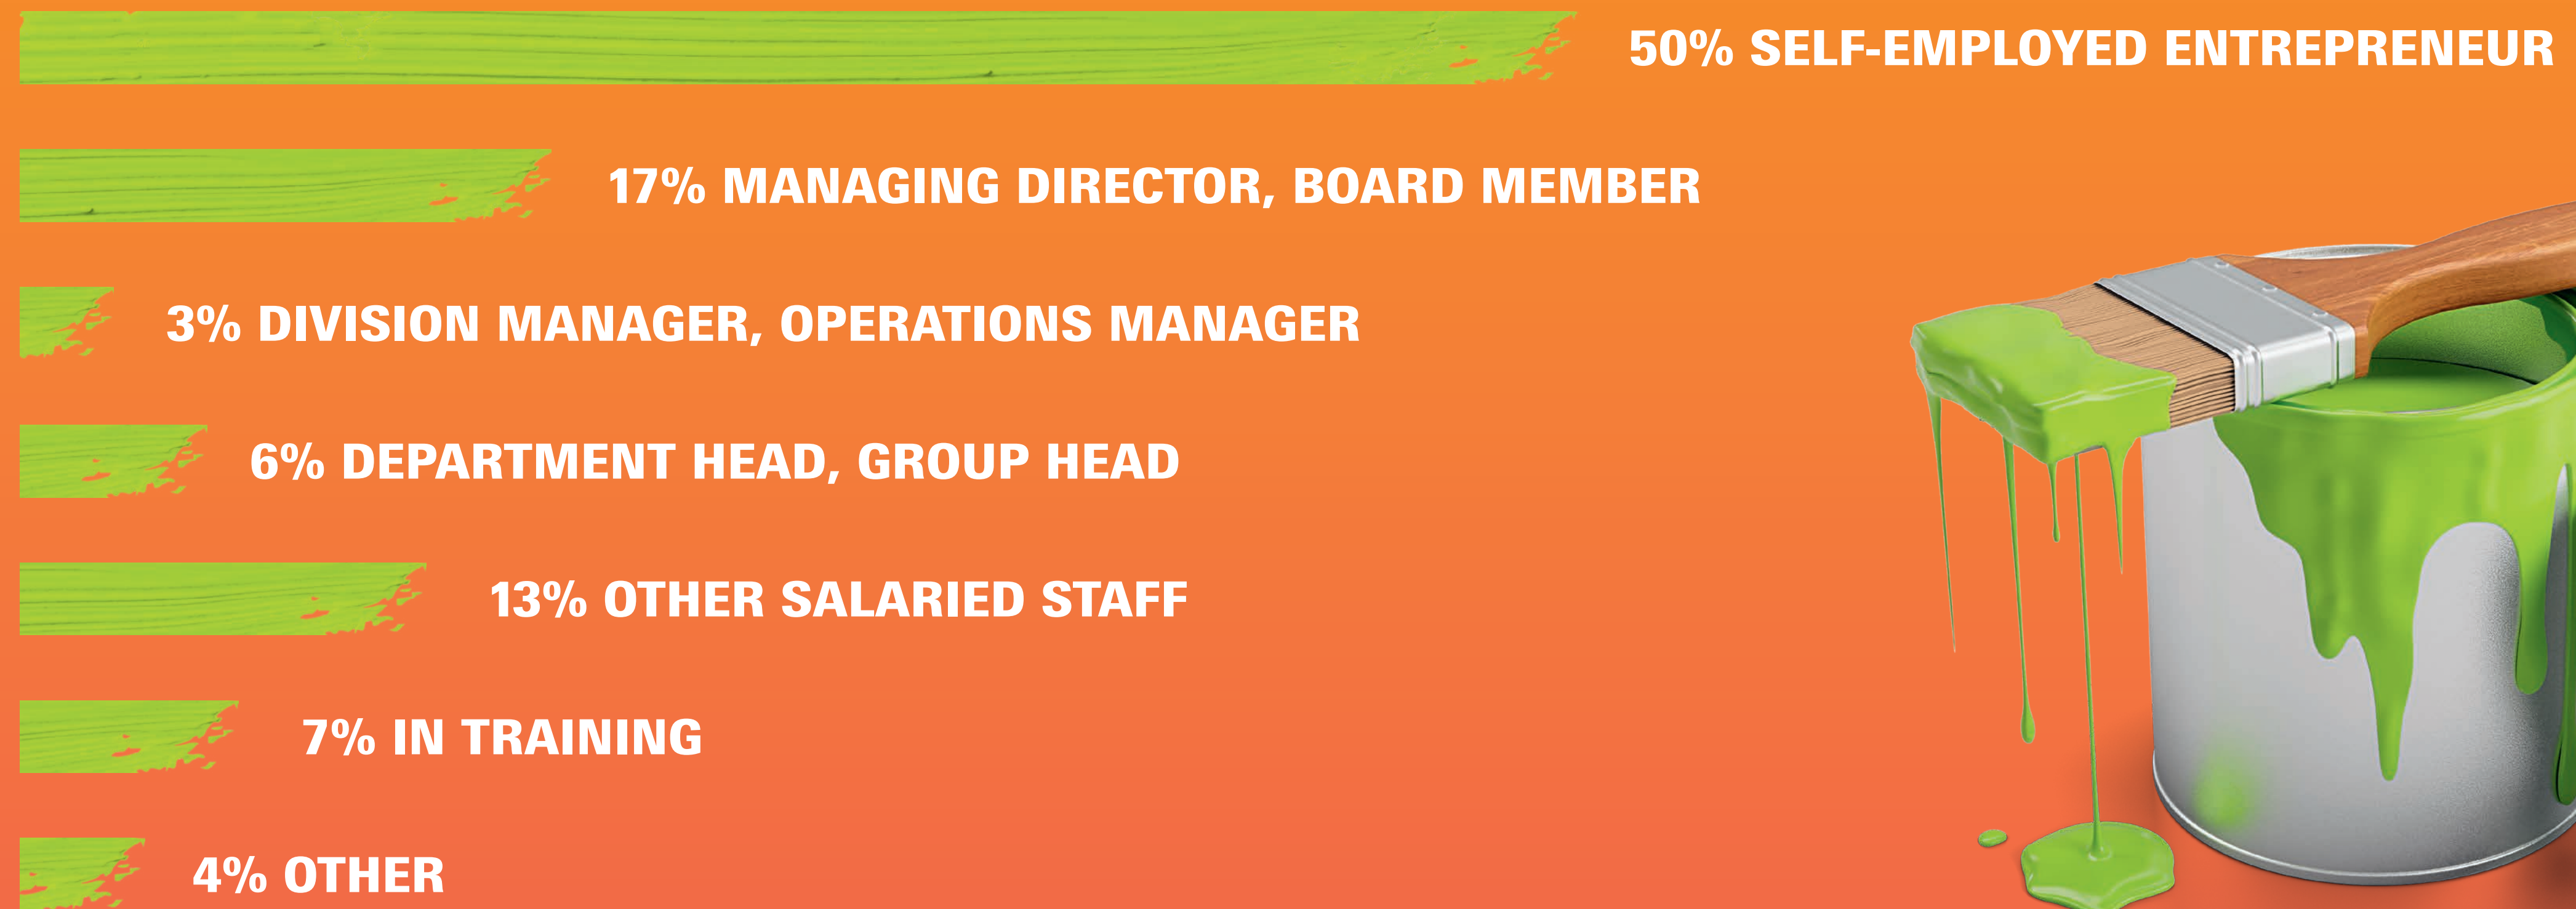 50% SELF-EMPLOYED ENTREPRENEUR
17% MANAGING DIRECTOR, BOARD MEMBER
3% DIVISION MANAGER, OPERATIONS MANAGER
6% DEPARTMENT HEAD, GROUP HEAD
13% OTHER SALARIED STAFF
7% IN TRAINING
4% OTHER